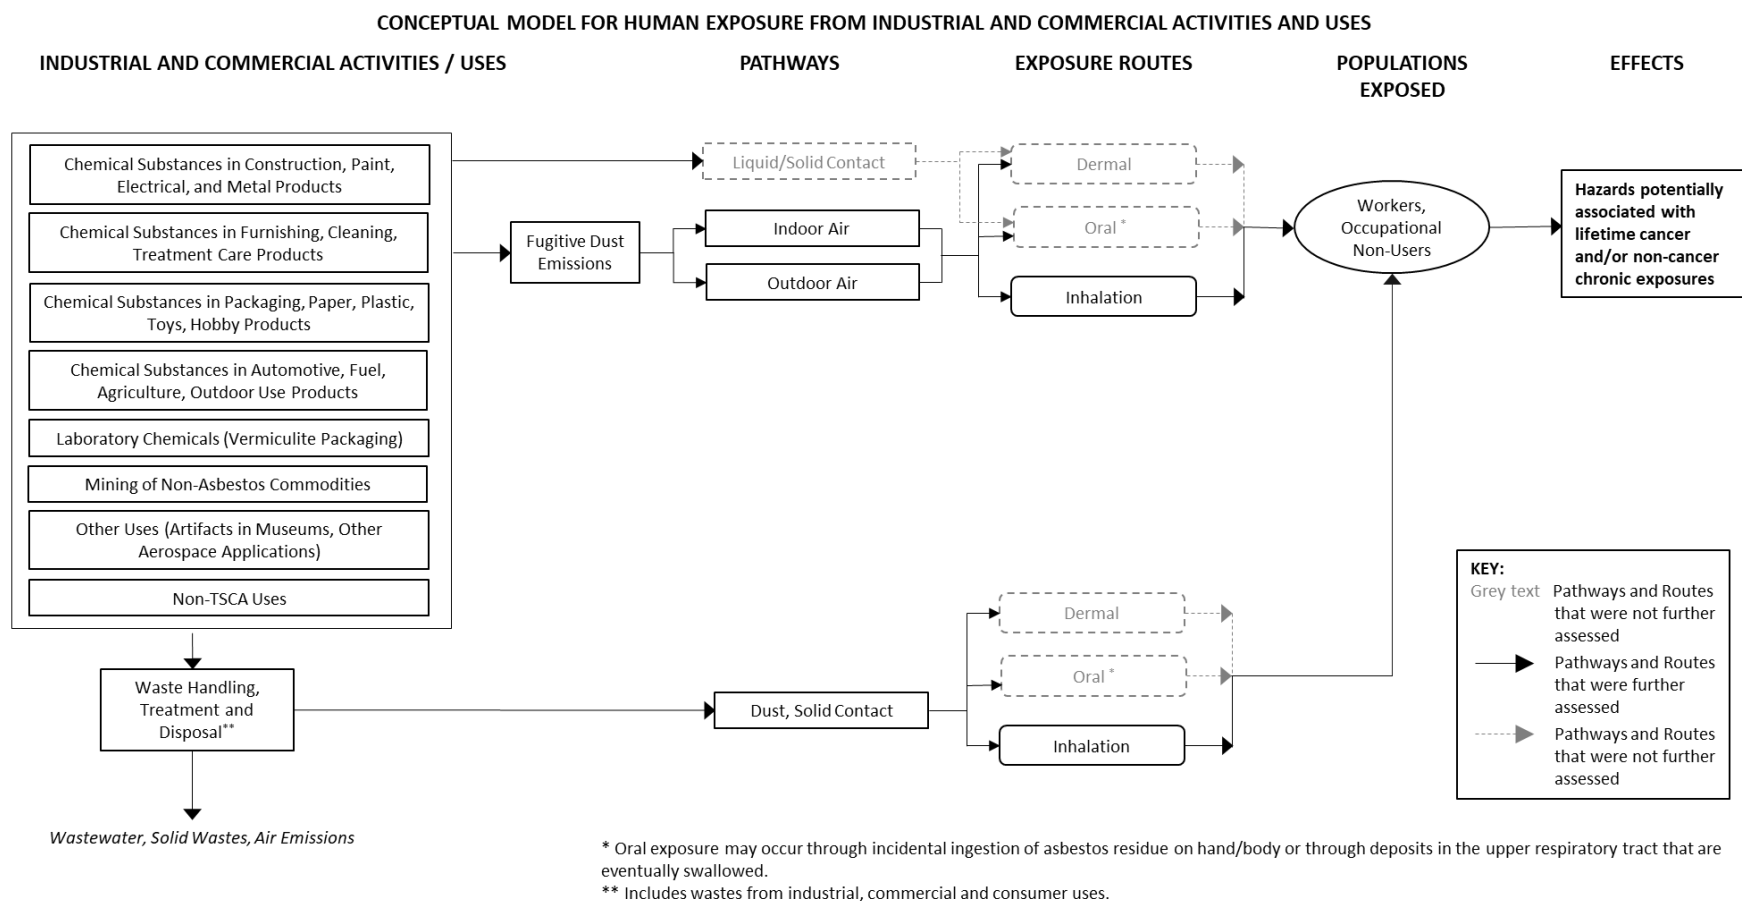 CONCEPTUAL MODEL FOR HUMAN EXPOSURE FROM INDUSTRIAL AND COMMERCIAL ACTIVITIES AND USES
INDUSTRIAL AND COMMERCIAL ACTIVITIES / USES
PATHWAYS
EXPOSURE ROUTES
POPULATIONS
EXPOSED
EFFECTS
Chemical Substances in Construction, Paint,
Electrical, and Metal Products
Chemical Substances in Furnishing, Cleaning,
Treatment Care Products
Chemical Substances in Packaging, Paper, Plastic,
Toys, Hobby Products
Chemical Substances in Automotive, Fuel,
Agriculture, Outdoor Use Products
Laboratory Chemicals (Vermiculite Packaging)
Mining of Non-Asbestos Commodities
Other Uses (Artifacts in Museums, Other
Aerospace Applications)
Non-TSCA Uses
Fugitive Dust
Emissions
Liquid/Solid Contact
Indoor Air
Outdoor Air
Dermal
Oral *
Inhalation
Workers,
Occupational
Non-Users
Hazards potentially
associated with
lifetime cancer
and/or non-cancer
chronic exposures
Waste Handling,
Treatment and
Disposal**
Dust, Solid Contact
Dermal
Oral *
Inhalation
Wastewater, Solid Wastes, Air Emissions
KEY:
Grey text Pathways and Routes
that were not further
assessed
Pathways and Routes
that were further
assessed
Pathways and Routes
that were not further
assessed
* Oral exposure may occur through incidental ingestion of asbestos residue on hand/body or through deposits in the upper respiratory tract that are
eventually swallowed.
** Includes wastes from industrial, commercial and consumer uses.